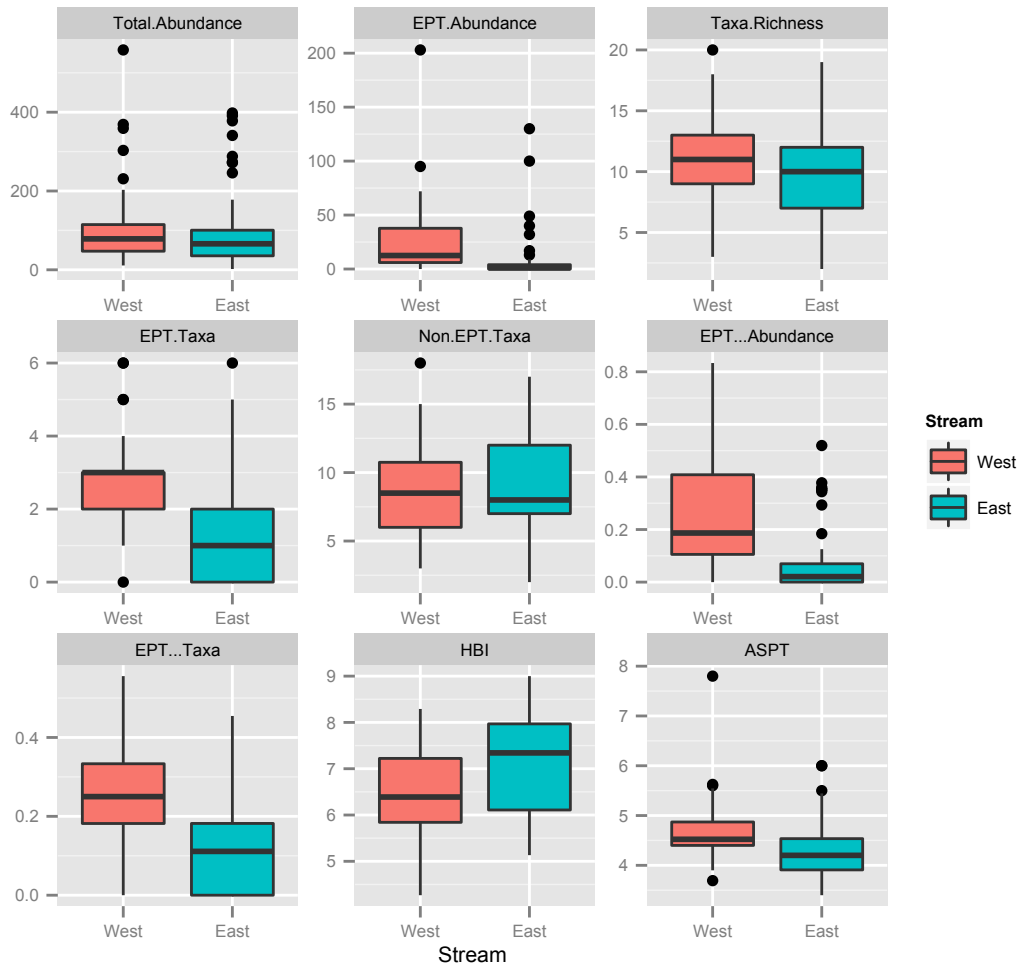 Total.Abundance
EPT.Abundance
Taxa.Richness
400
200
0
200
150
100
50
0
20
15
10
5
West East
West East
West East
EPT.Taxa
Non.EPT.Taxa
EPT...Abundance
6
4
2
0
15
10
5
0.8
0.6
0.4
0.2
0.0
West East
West East
West East
EPT...Taxa
HBI
ASPT
0.4
0.2
0.0
9
8
7
6
5
8
7
6
5
4
West East
West East
West East
Stream
Stream
West
East